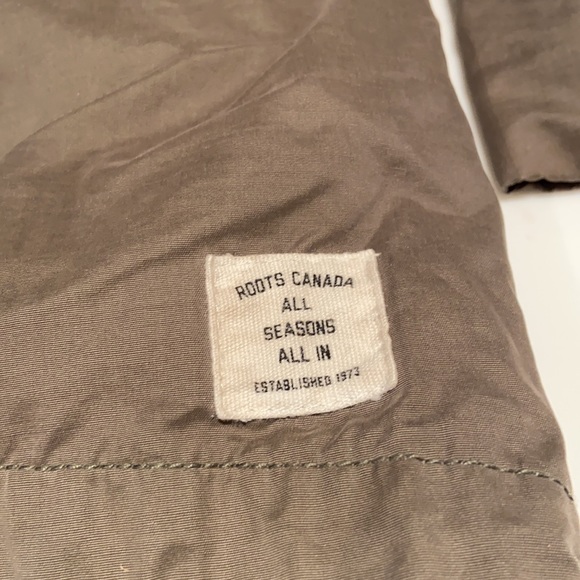 ROOTS CANADA
ALL
SEASONS
ALL IN
ESTABLISHED 1973